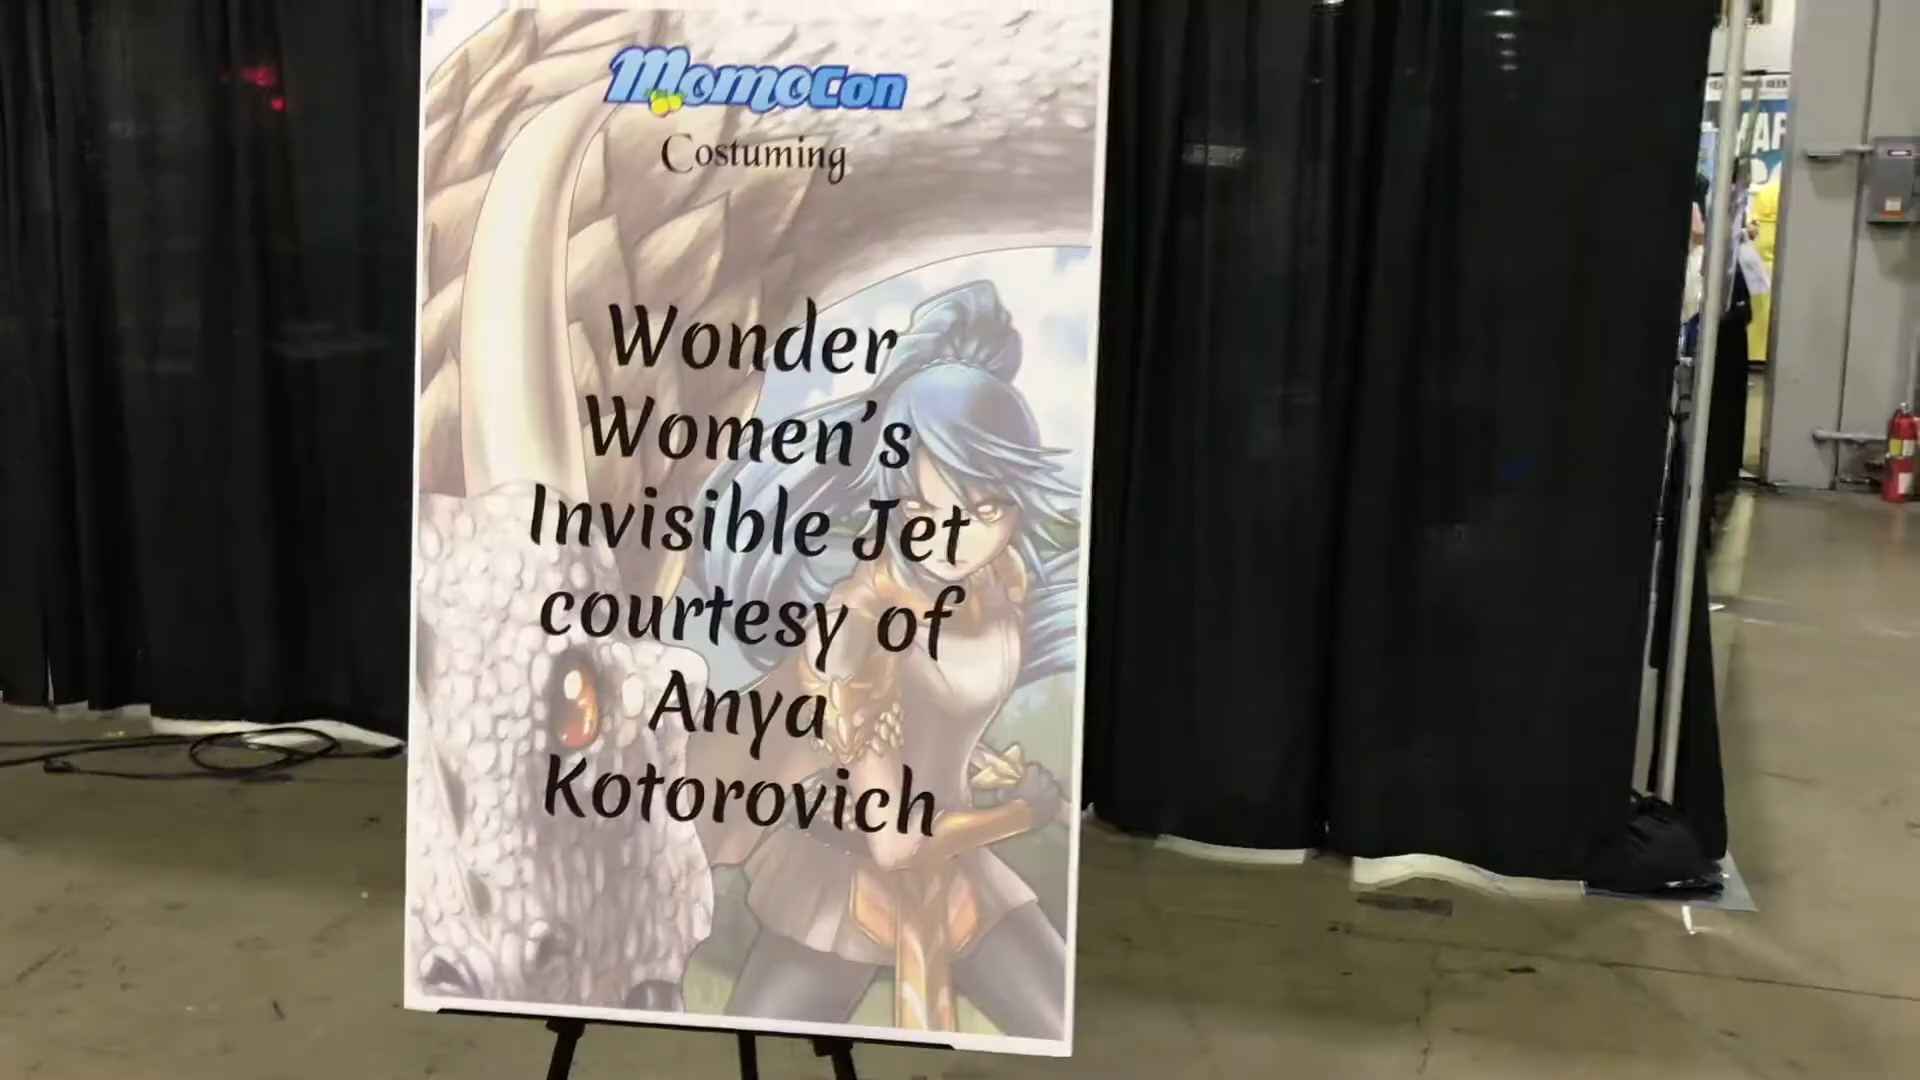 MomoCon
Costuming
Wonder
Women's
Invisible Jet
courtesy of
Anya
Kotorovich